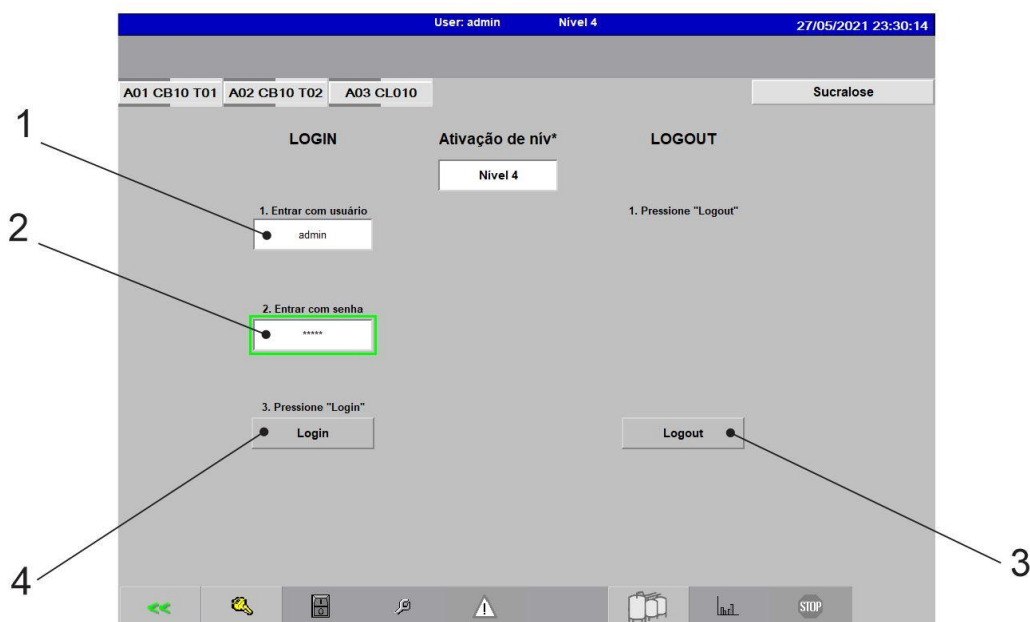 User: admin Nível 4 27/05/2021 23:30:14
A01 CB10 T01 A02 CB10 T02 A03 CL010 Sucralose
1
LOGIN Ativação de nív* LOGOUT
Nível 4
1. Entrar com usuário 1. Pressione "Logout"
2
admin
2. Entrar com senha
*****
3. Pressione "Login"
Login Logout
3
4
<<
STOP